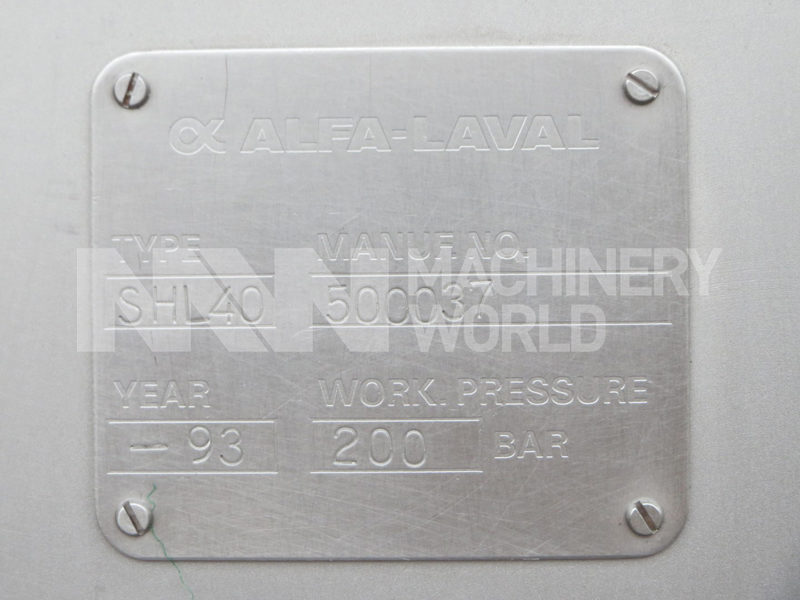 α ALFA-LAVAL
TYPE MANUF. NO.
SHL40 500037
MACHINERY
WORLD
YEAR WORK. PRESSURE
- 93 200 BAR